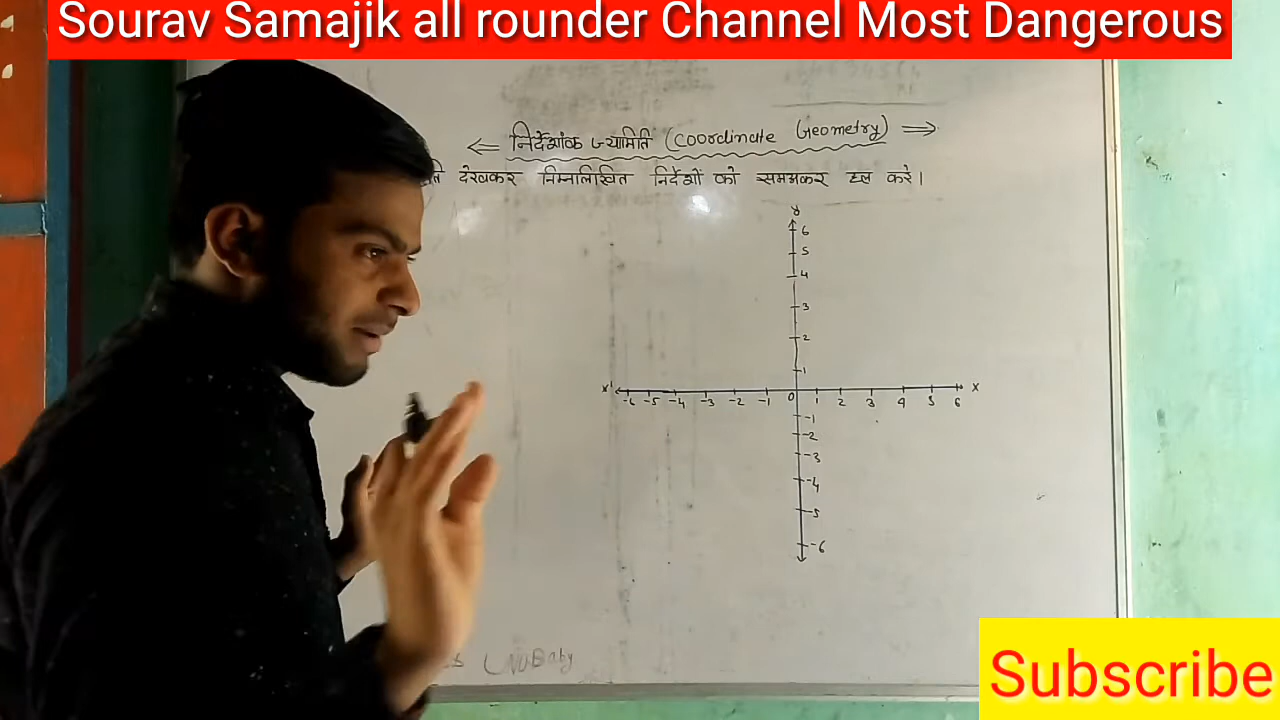 Sourav Samajik all rounder Channel Most Dangerous
⇐ निर्देशांक ज्यामिति (Coordinate Geometry) ⇒
देखकर निम्नालिखित निर्देशों को समझकर हल करे।
y
6
5
4
3
2
1
x' -6 -5 -4 -3 -2 -1 0 1 2 3 4 5 6 x
-1
-2
-3
-4
-5
-6
Subscribe